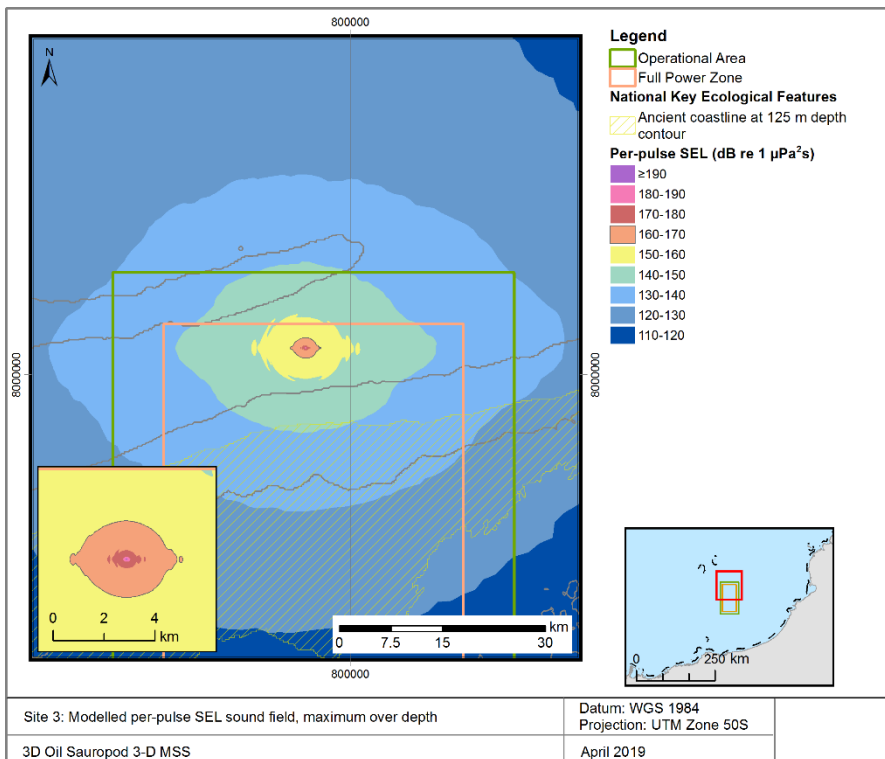 800000
N
8000000
8000000
800000
0 2 4
km
0 7.5 15 30
km
Legend
Operational Area
Full Power Zone
National Key Ecological Features
Ancient coastline at 125 m depth
contour
Per-pulse SEL (dB re 1 µPa²s)
≥190
180-190
170-180
160-170
150-160
140-150
130-140
120-130
110-120
0 250 km
Site 3: Modelled per-pulse SEL sound field, maximum over depth
Datum: WGS 1984
Projection: UTM Zone 50S
3D Oil Sauropod 3-D MSS
April 2019